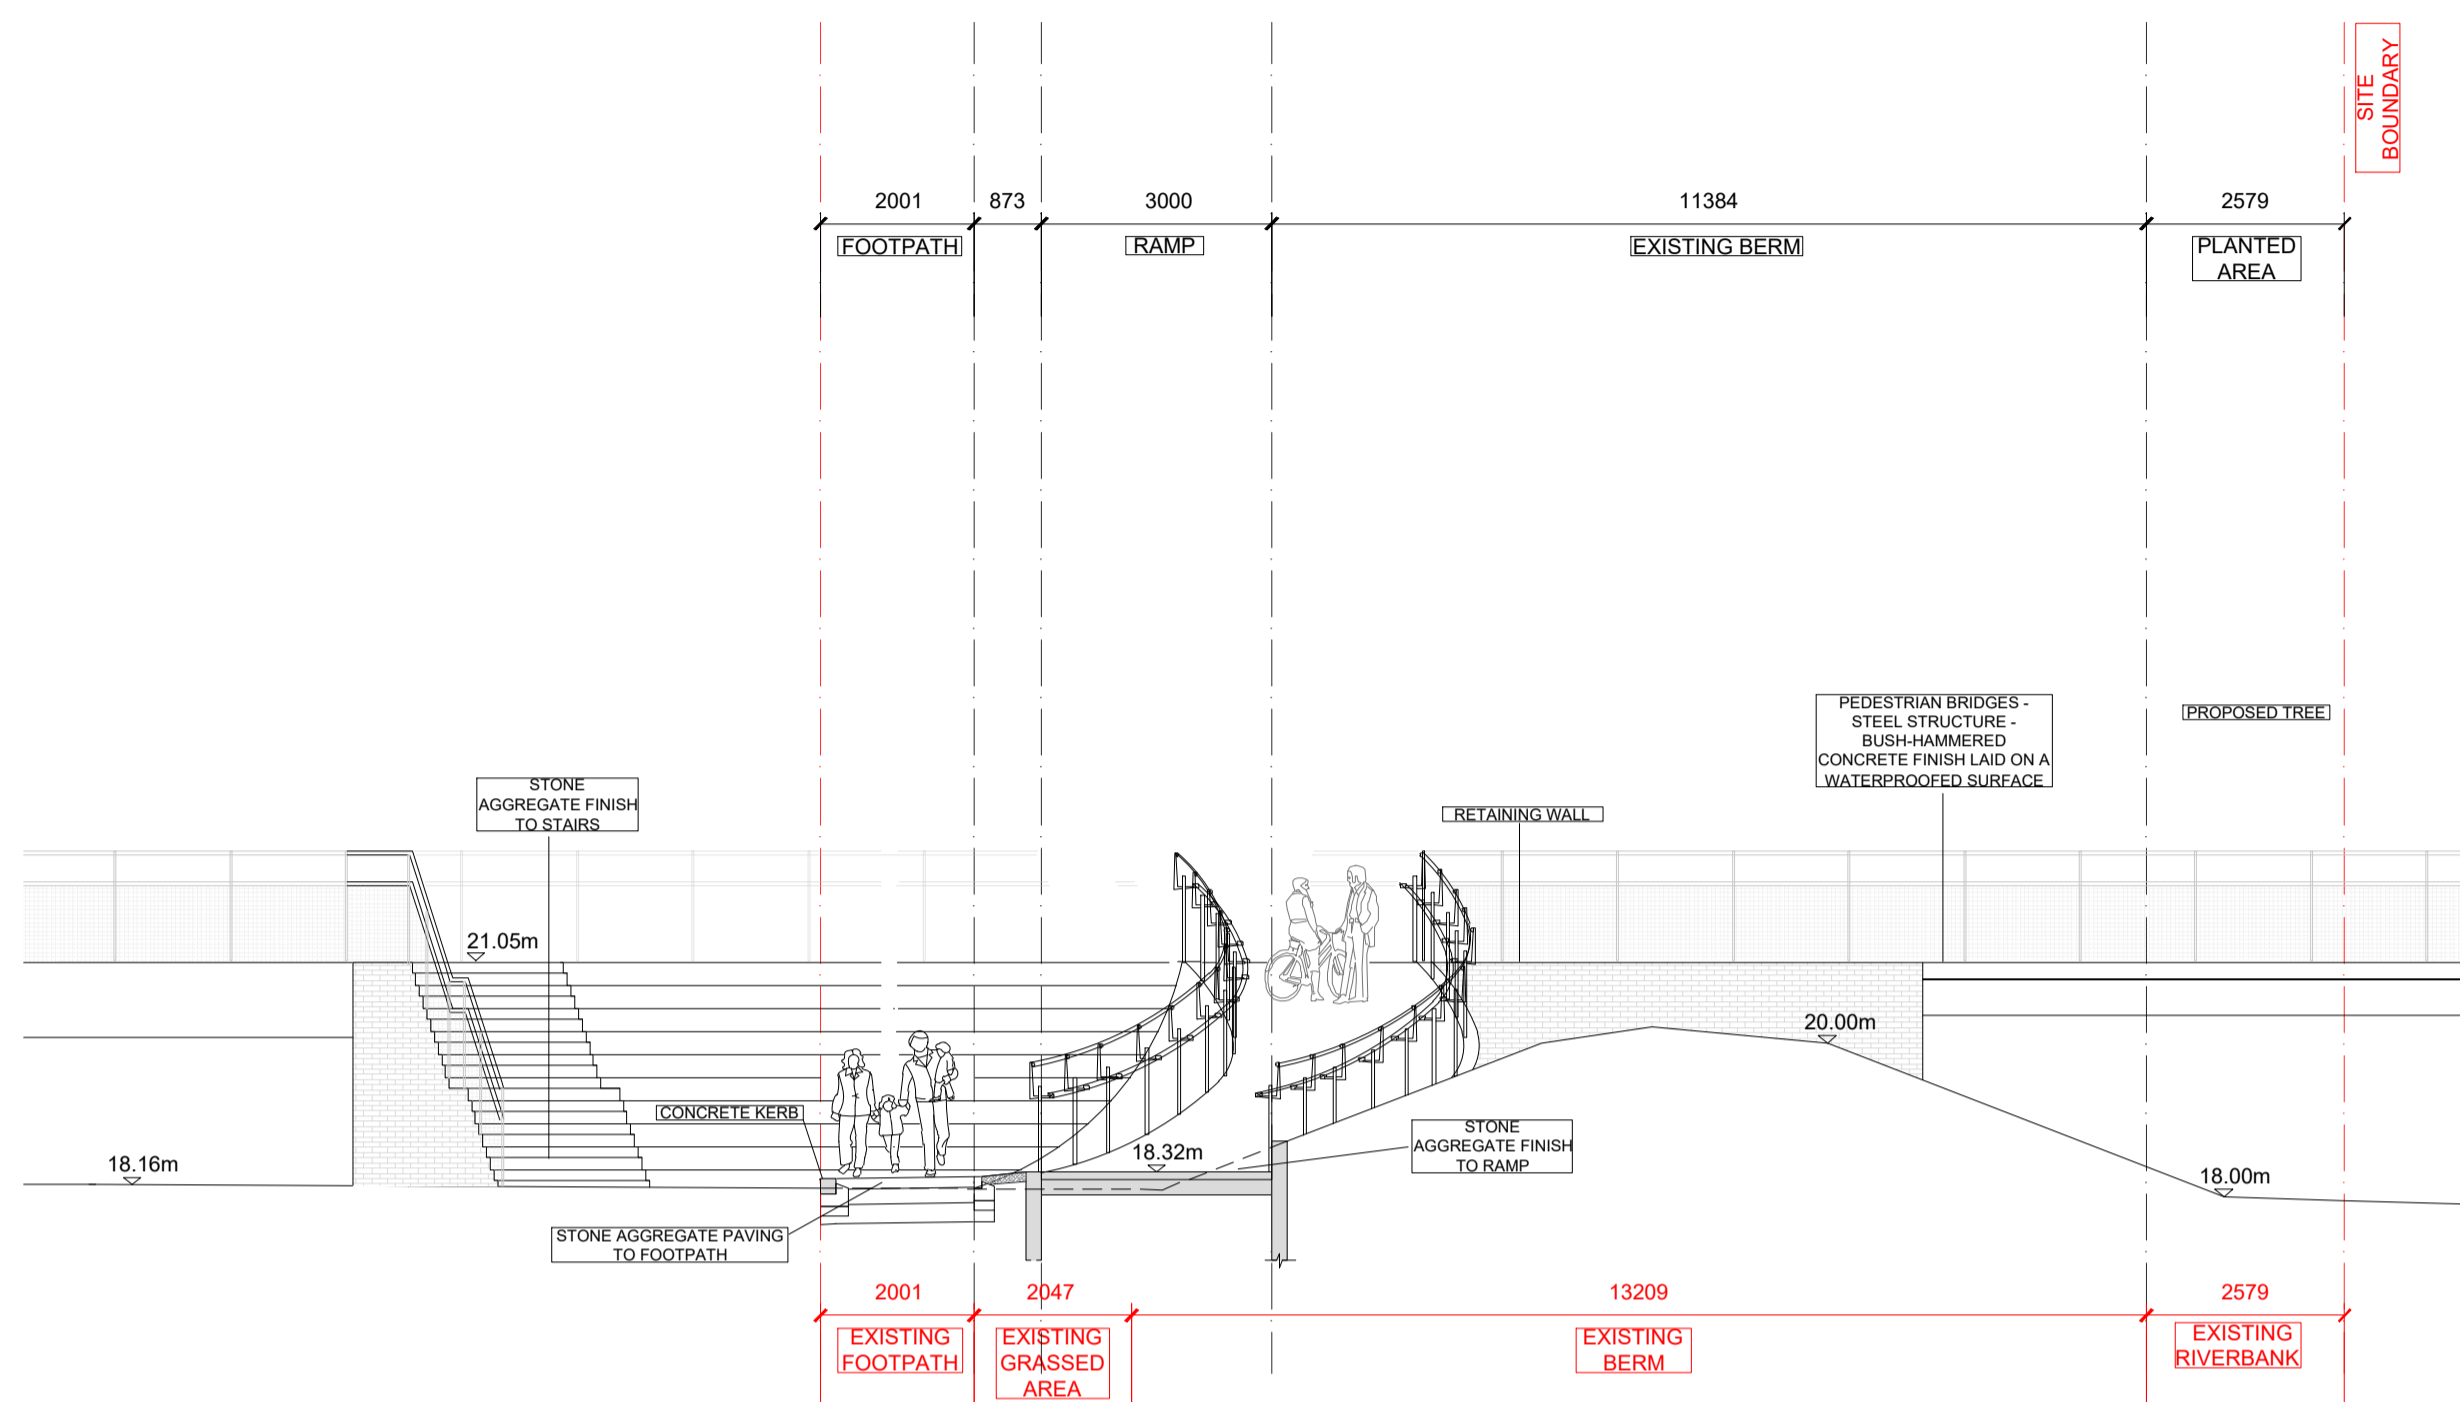 SITE
BOUNDARY
2001
873
3000
11384
2579
FOOTPATH
RAMP
EXISTING BERM
PLANTED
AREA
PEDESTRIAN BRIDGES -
STEEL STRUCTURE -
BUSH-HAMMERED
CONCRETE FINISH LAID ON A
WATERPROOFED SURFACE
PROPOSED TREE
STONE
AGGREGATE FINISH
TO STAIRS
RETAINING WALL
21.05m
20.00m
CONCRETE KERB
STONE
AGGREGATE FINISH
TO RAMP
18.16m
18.32m
18.00m
STONE AGGREGATE PAVING
TO FOOTPATH
2001
2047
13209
2579
EXISTING
FOOTPATH
EXISTING
GRASSED
AREA
EXISTING
BERM
EXISTING
RIVERBANK